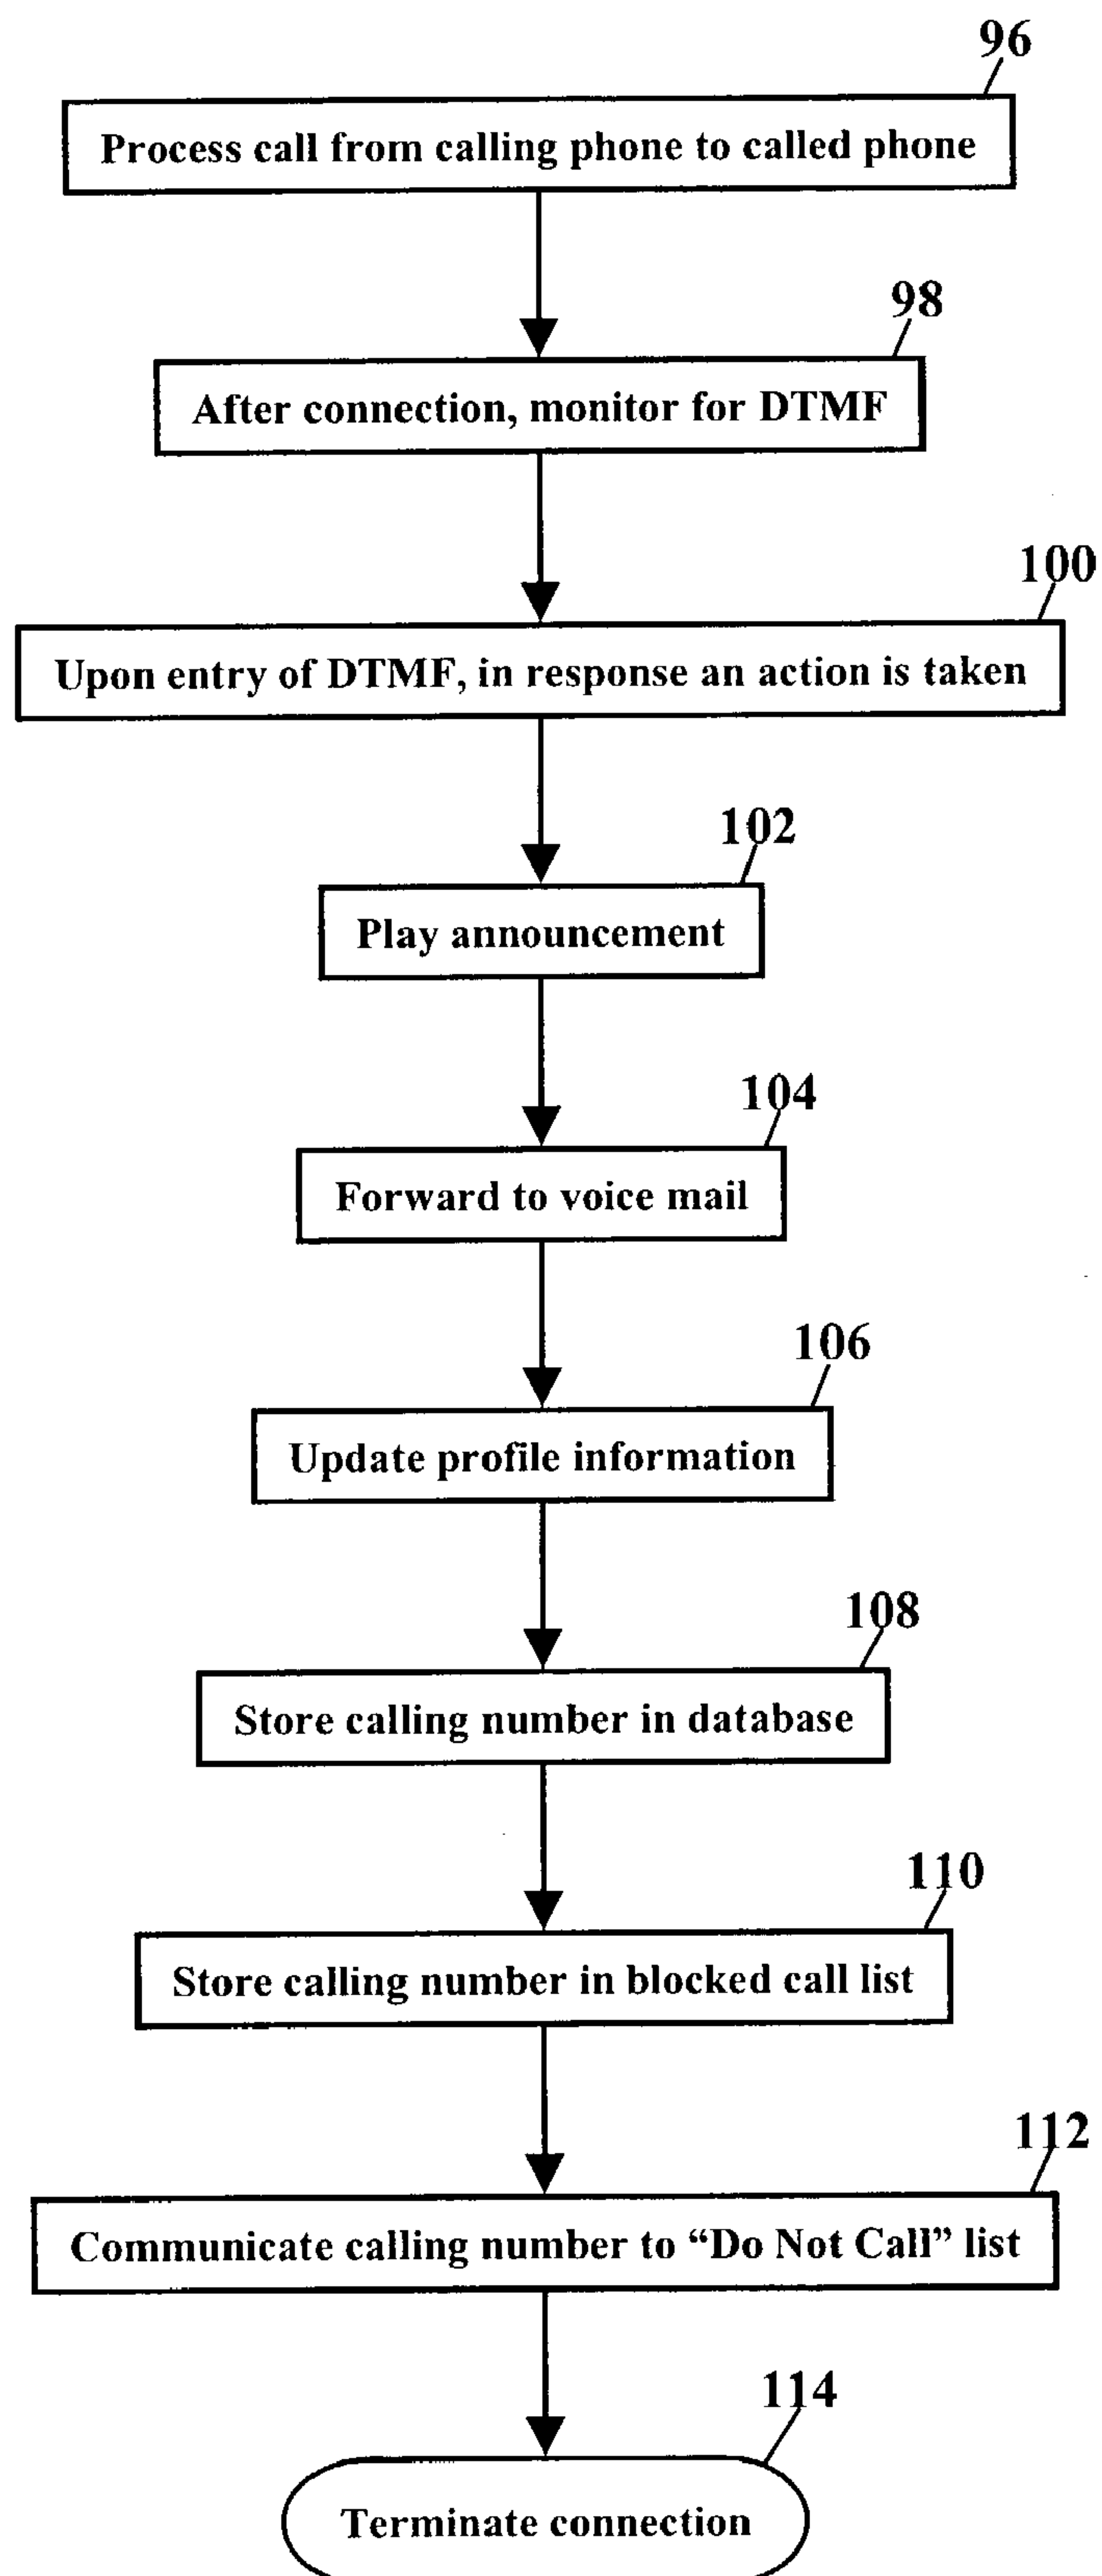 96
Process call from calling phone to called phone
98
After connection, monitor for DTMF
100
Upon entry of DTMF, in response an action is taken
102
Play announcement
104
Forward to voice mail
106
Update profile information
108
Store calling number in database
110
Store calling number in blocked call list
112
Communicate calling number to “Do Not Call” list
114
Terminate connection